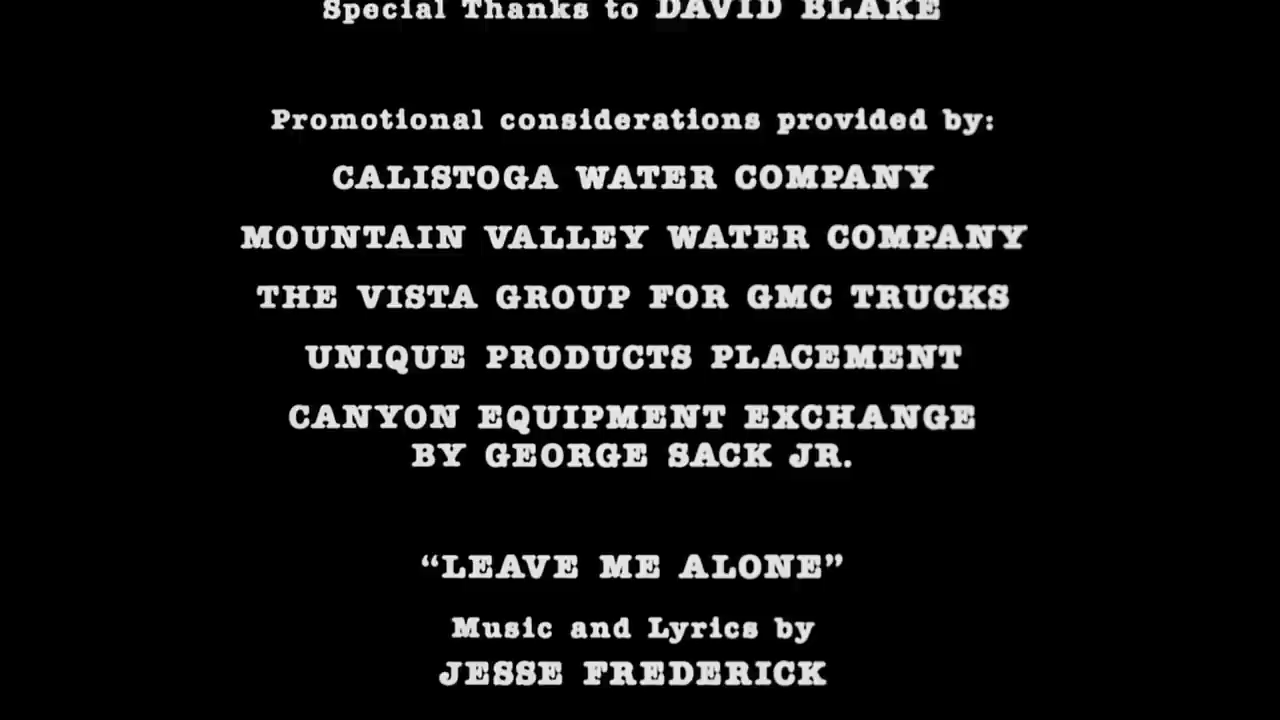 Special Thanks to DAVID BLAKE
Promotional considerations provided by:
CALISTOGA WATER COMPANY
MOUNTAIN VALLEY WATER COMPANY
THE VISTA GROUP FOR GMC TRUCKS
UNIQUE PRODUCTS PLACEMENT
CANYON EQUIPMENT EXCHANGE
BY GEORGE SACK JR.
“LEAVE ME ALONE”
Music and Lyrics by
JESSE FREDERICK